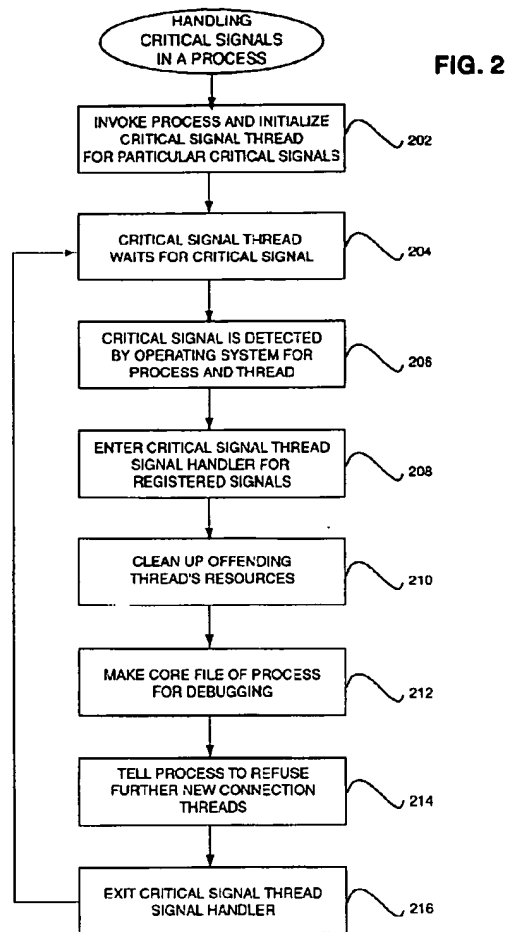 HANDLING
CRITICAL SIGNALS
IN A PROCESS
FIG. 2
INVOKE PROCESS AND INITIALIZE
CRITICAL SIGNAL THREAD
FOR PARTICULAR CRITICAL SIGNALS
202
CRITICAL SIGNAL THREAD
WAITS FOR CRITICAL SIGNAL
204
CRITICAL SIGNAL IS DETECTED
BY OPERATING SYSTEM FOR
PROCESS AND THREAD
206
ENTER CRITICAL SIGNAL THREAD
SIGNAL HANDLER FOR
REGISTERED SIGNALS
208
CLEAN UP OFFENDING
THREAD'S RESOURCES
210
MAKE CORE FILE OF PROCESS
FOR DEBUGGING
212
TELL PROCESS TO REFUSE
FURTHER NEW CONNECTION
THREADS
214
EXIT CRITICAL SIGNAL THREAD
SIGNAL HANDLER
216